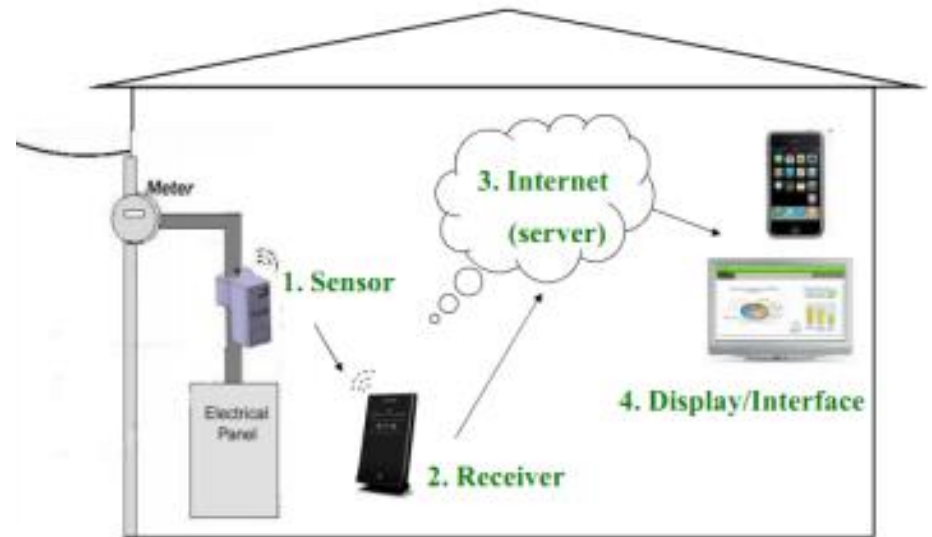 Meter
1. Sensor
Electrical
Panel
2. Receiver
3. Internet
(server)
4. Display/Interface